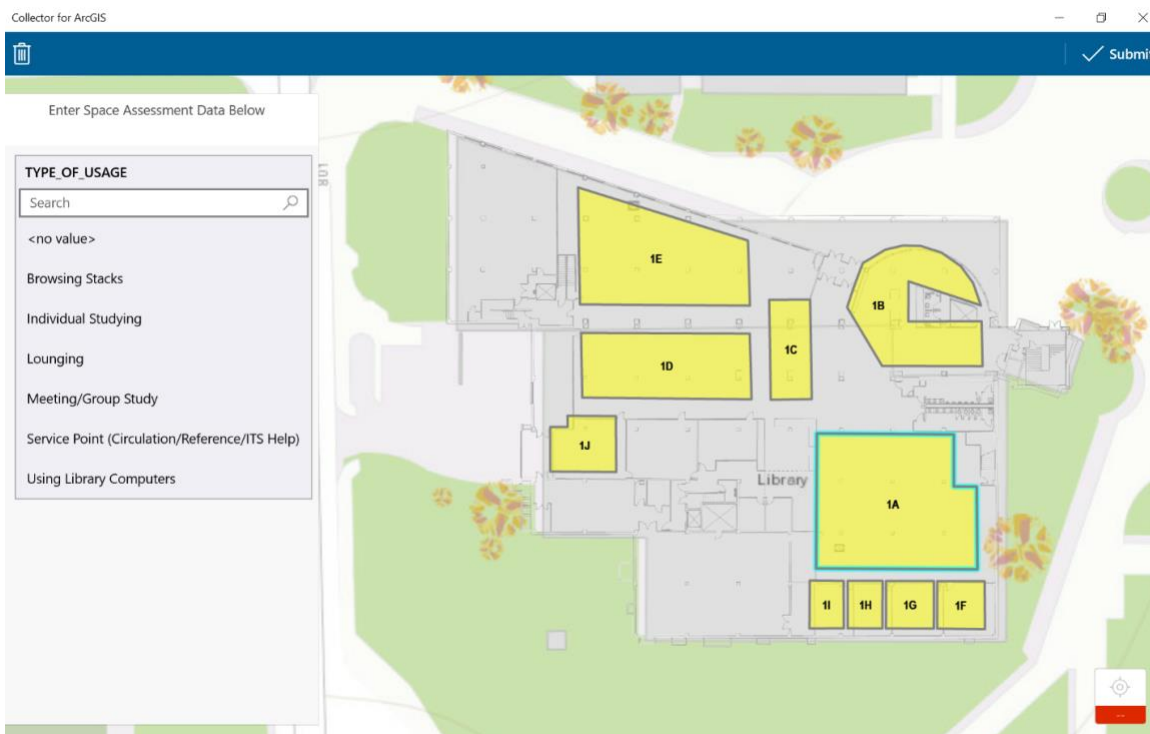 Collector for ArcGIS
Submit
Enter Space Assessment Data Below
TYPE_OF_USAGE
Search
<no value>
Browsing Stacks
Individual Studying
Lounging
Meeting/Group Study
Service Point (Circulation/Reference/ITS Help)
Using Library Computers
108
1E
1B
1C
1D
1J
Library
1A
1I
1H
1G
1F
--